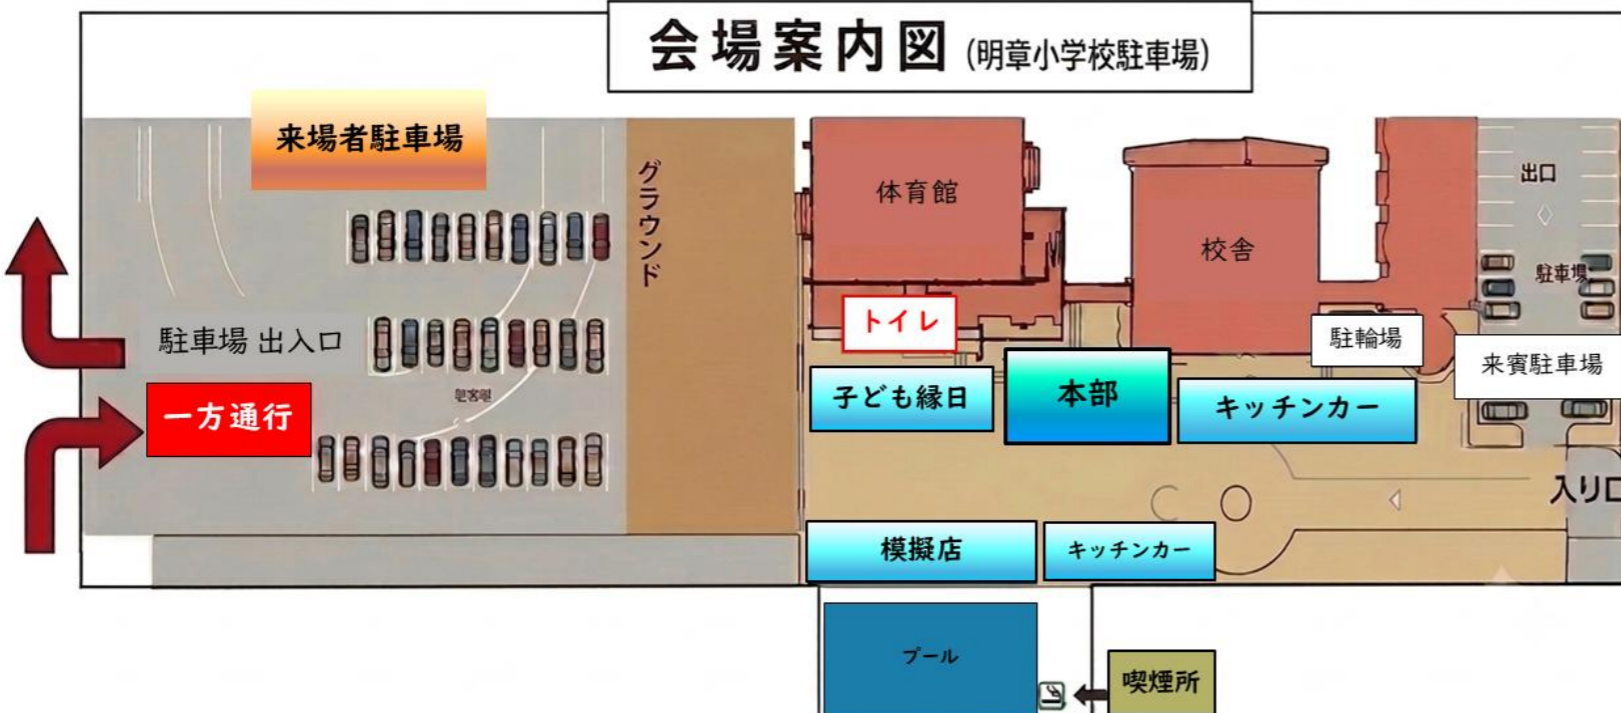 会場案内図 (明章小学校駐車場)
来場者駐車場
グラウンド
体育館
校舎
出口
駐車場
トイレ
駐輪場
来賓駐車場
駐車場 出入口
一方通行
子ども縁日
本部
キッチンカー
入り口
模擬店
キッチンカー
プール
喫煙所